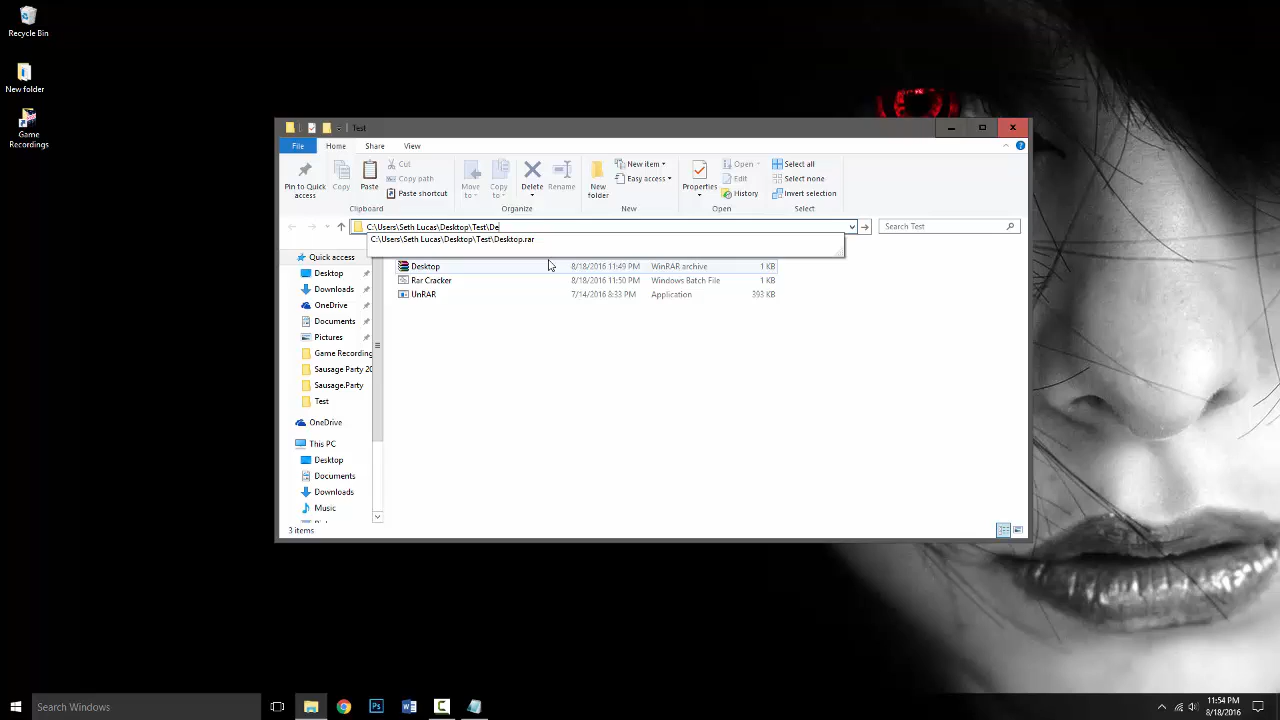 Recycle Bin
New folder
Game
Recordings
Test
File
Home
Share
View
Pin to Quick
access
Copy
Paste
Cut
Copy path
Paste shortcut
Clipboard
Move
to
Copy
to
Delete
Rename
Organize
New
folder
New item
Easy access
New
Properties
Open
Edit
History
Open
Select all
Select none
Invert selection
Select
C:\Users\Seth Lucas\Desktop\Test\De
Search Test
C:\Users\Seth Lucas\Desktop\Test\Desktop.rar
Desktop 8/18/2016 11:49 PM WinRAR archive 1 KB
Rar Cracker 8/18/2016 11:50 PM Windows Batch File 1 KB
UnRAR 7/14/2016 8:33 PM Application 393 KB
Quick access
Desktop
Downloads
OneDrive
Documents
Pictures
Game Recording
Sausage Party 20
Sausage.Party
Test
OneDrive
This PC
Desktop
Documents
Downloads
Music
3 items
Search Windows
11:54 PM
8/18/2016